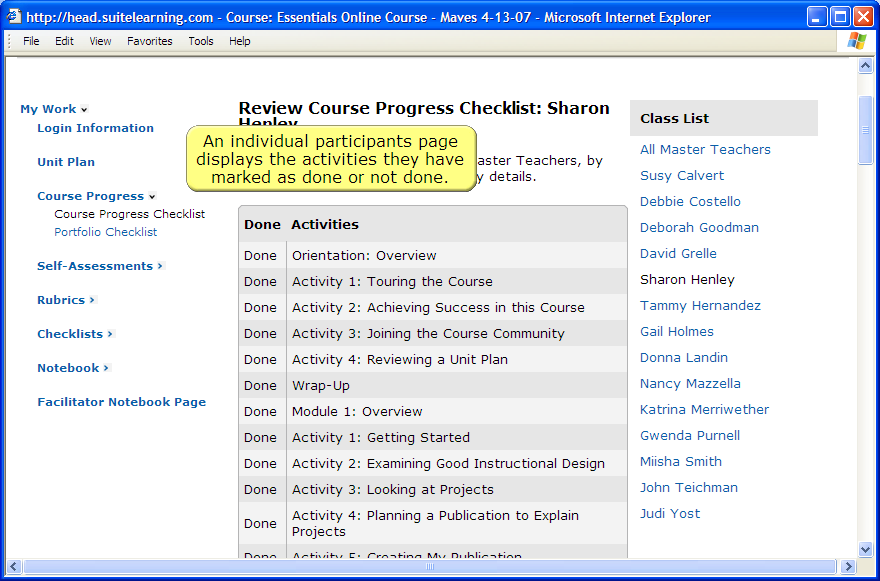 http://head.suitelearning.com - Course: Essentials Online Course - Maves 4-13-07 - Microsoft Internet Explorer
File Edit View Favorites Tools Help
My Work
Login Information
Unit Plan
Course Progress
Course Progress Checklist
Portfolio Checklist
Self-Assessments
Rubrics
Checklists
Notebook
Facilitator Notebook Page
Review Course Progress Checklist: Sharon
Henley
An individual participants page
displays the activities they have
marked as done or not done.
Teachers, by
details.
Done Activities
Done Orientation: Overview
Done Activity 1: Touring the Course
Done Activity 2: Achieving Success in this Course
Done Activity 3: Joining the Course Community
Done Activity 4: Reviewing a Unit Plan
Done Wrap-Up
Done Module 1: Overview
Done Activity 1: Getting Started
Done Activity 2: Examining Good Instructional Design
Done Activity 3: Looking at Projects
Done Activity 4: Planning a Publication to Explain
Projects
Done Activity 5: Creating My Publication
Class List
All Master Teachers
Susy Calvert
Debbie Costello
Deborah Goodman
David Grelle
Sharon Henley
Tammy Hernandez
Gail Holmes
Donna Landin
Nancy Mazzella
Katrina Merriwether
Gwenda Purnell
Miisha Smith
John Teichman
Judi Yost